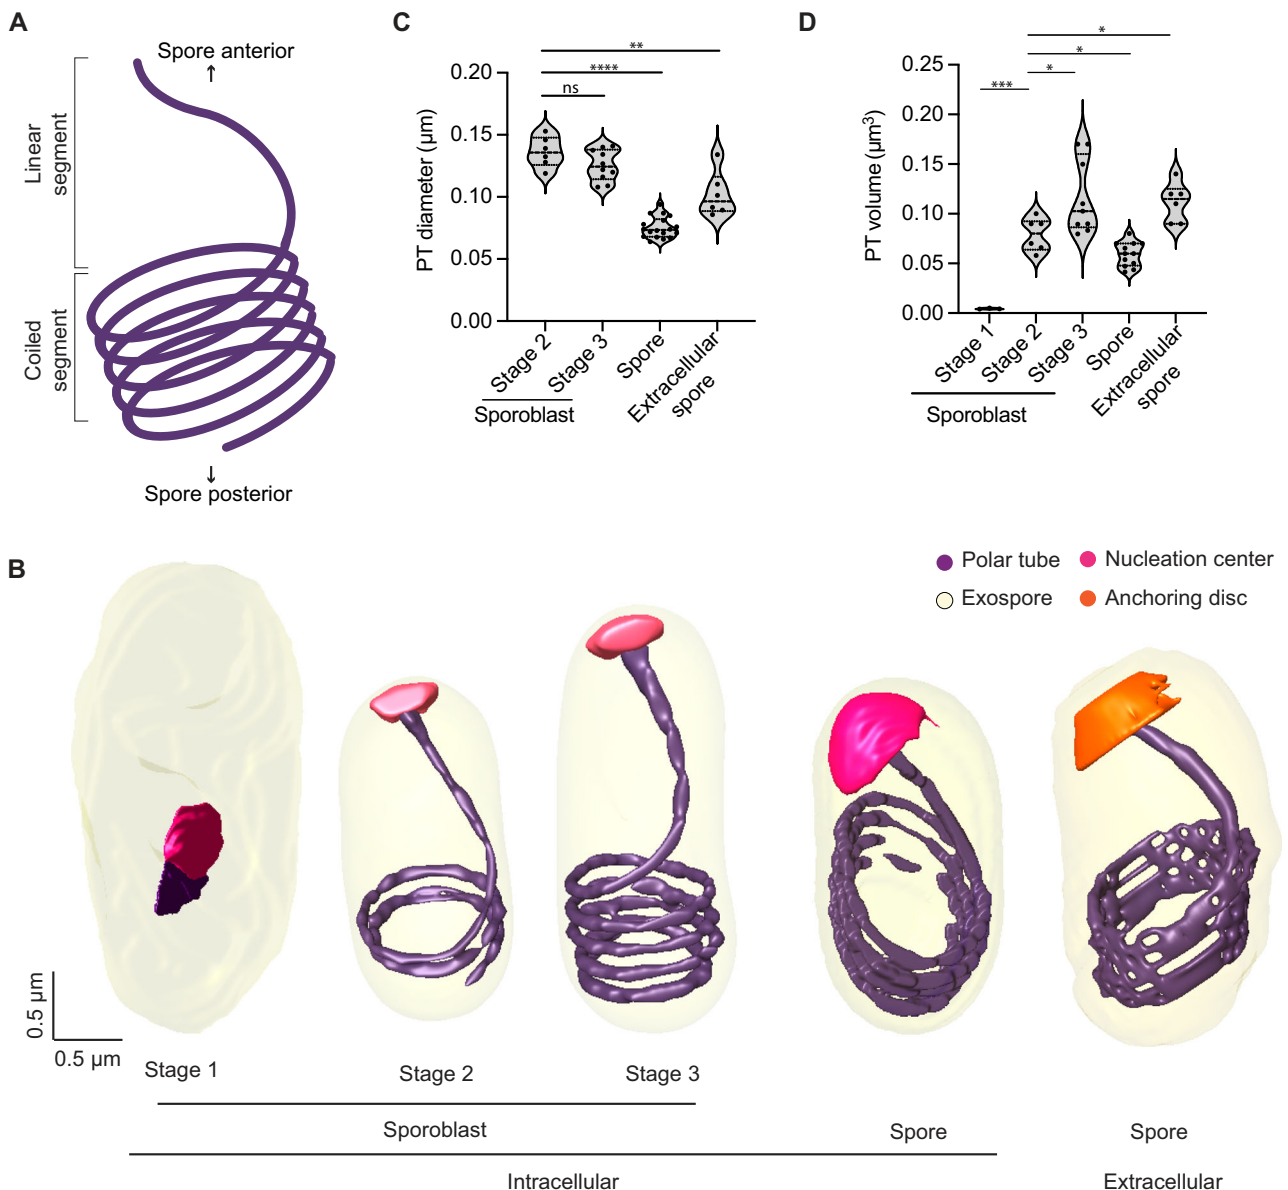 A
Spore anterior
↑
Linear
segment
Coiled
segment
↓
Spore posterior
C
**
****
ns
0.20
0.15
0.10
0.05
0.00
PT diameter (µm)
Stage 2
Stage 3
Spore
Extracellular
spore
Sporoblast
D
*
*
*
***
0.25
0.20
0.15
0.10
0.05
0.00
PT volume (µm³)
Stage 1
Stage 2
Stage 3
Spore
Extracellular
spore
Sporoblast
B
Polar tube
Nucleation center
Exospore
Anchoring disc
0.5 µm
0.5 µm
Stage 1
Stage 2
Stage 3
Sporoblast
Spore
Spore
Intracellular
Extracellular